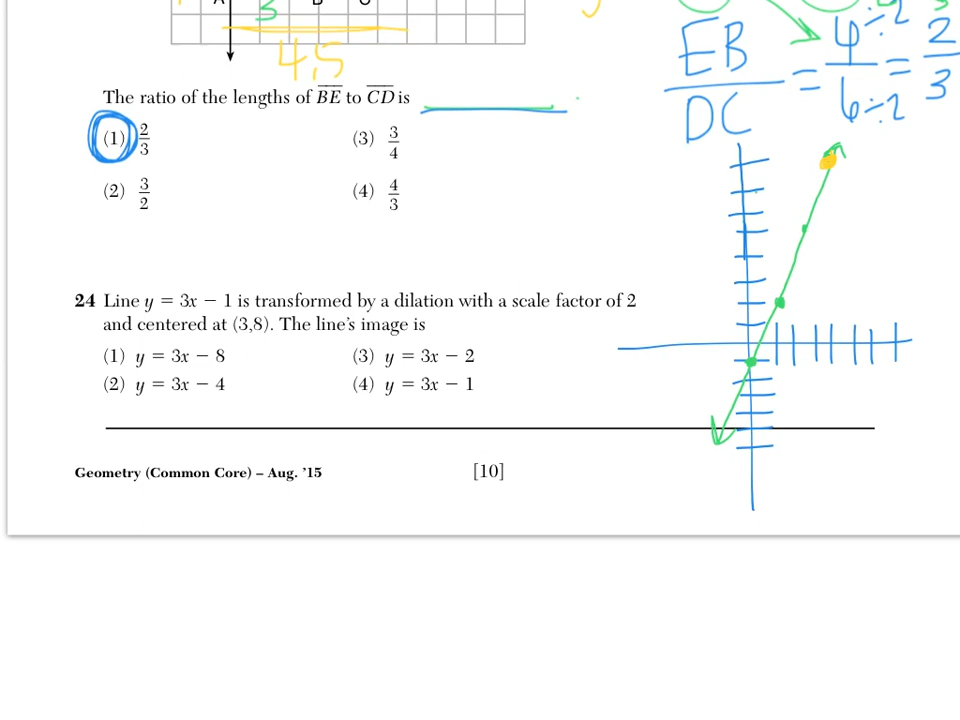 3
4.5
The ratio of the lengths of BE to CD is
(1) 2/3
(3) 3/4
(2) 3/2
(4) 4/3
EB/DC = 4÷2/6÷2 = 2/3
24 Line y = 3x − 1 is transformed by a dilation with a scale factor of 2
and centered at (3,8). The line's image is
(1) y = 3x − 8
(3) y = 3x − 2
(2) y = 3x − 4
(4) y = 3x − 1
Geometry (Common Core) – Aug. '15
[10]